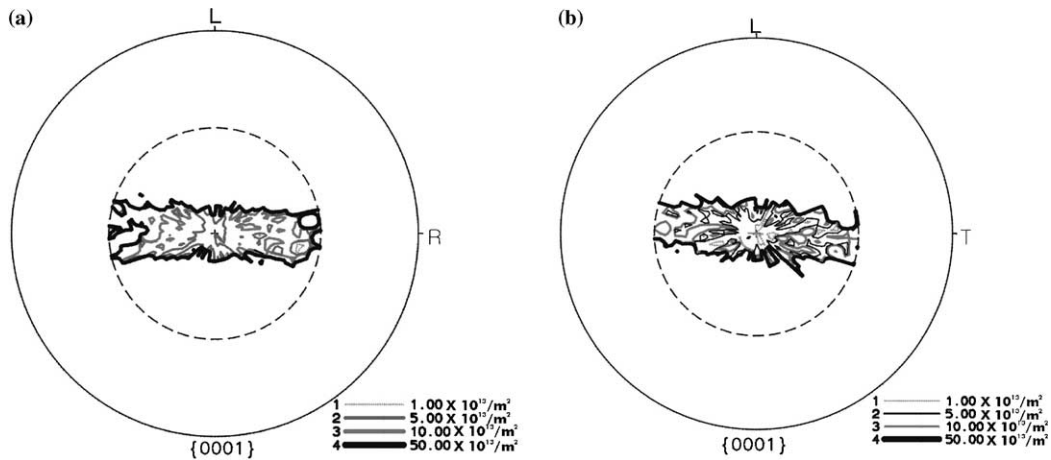 (a)
L
R
1 1.00 X 10¹³/m²
2 5.00 X 10¹³/m²
3 10.00 X 10¹³/m²
4 50.00 X 10¹³/m²
{0001}
(b)
L
T
1 1.00 X 10¹³/m²
2 5.00 X 10¹³/m²
3 10.00 X 10¹³/m²
4 50.00 X 10¹³/m²
{0001}